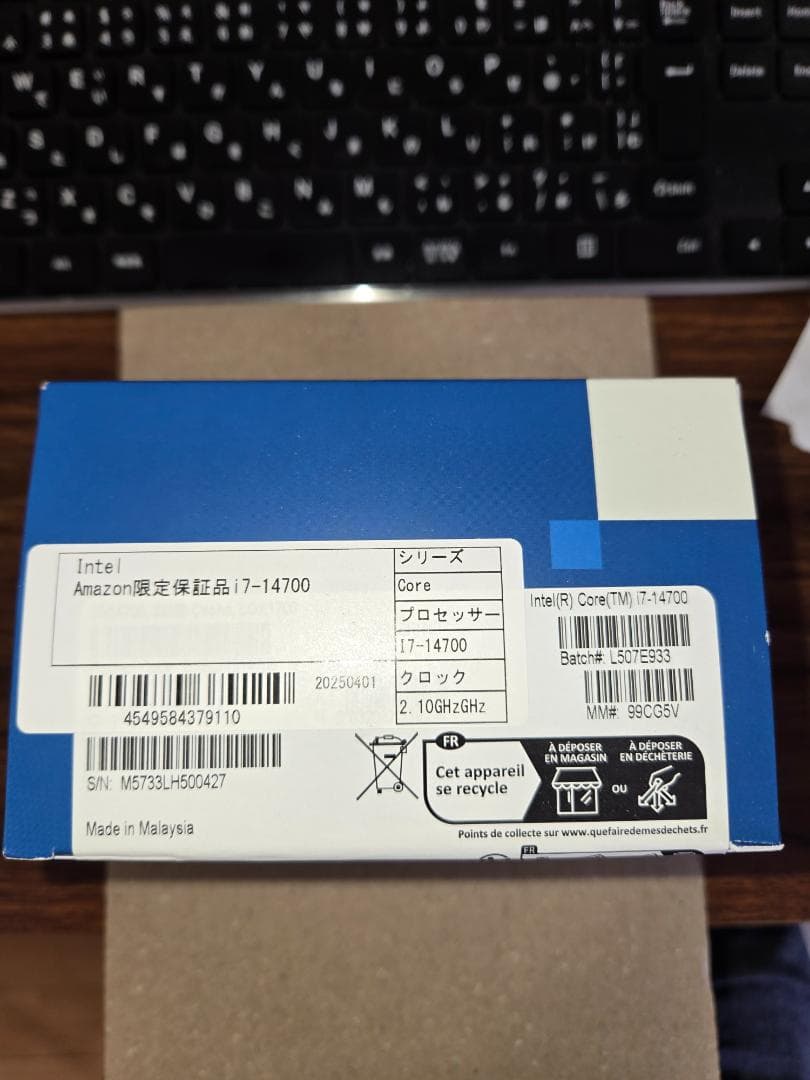 W E R T Y U I O P
Insert
Delete
S D F G H J K L
X C V B N M
Intel
Amazon限定保証品i7-14700
シリーズ
Core
プロセッサー
I7-14700
クロック
2.10GHzGHz
20250401
4549584379110
Intel(R) Core(TM) i7-14700
Batch#: L507E933
MM#: 99CG5V
S/N: M5733LH500427
Made in Malaysia
FR
Cet appareil
se recycle
À DÉPOSER
EN MAGASIN
OU
À DÉPOSER
EN DÉCHÈTERIE
Points de collecte sur www.quefairedemesdechets.fr
FR